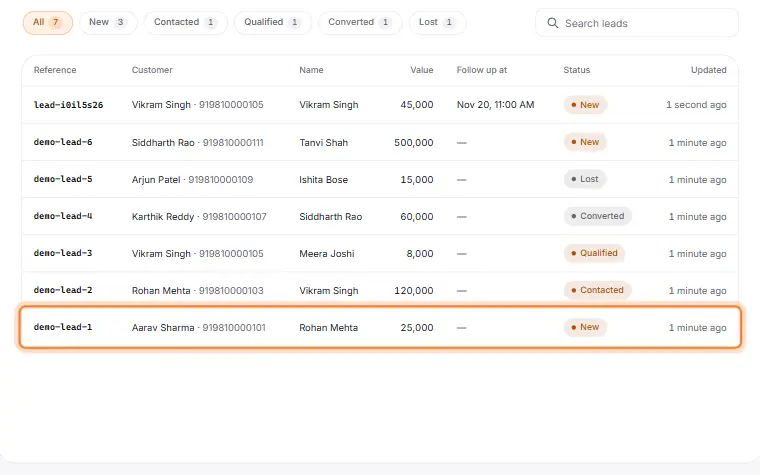 All 7 New 3 Contacted 1 Qualified 1 Converted 1 Lost 1 Search leads
Reference Customer Name Value Follow up at Status Updated
lead-i0il5s26 Vikram Singh · 919810000105 Vikram Singh 45,000 Nov 20, 11:00 AM New 1 second ago
demo-lead-6 Siddharth Rao · 919810000111 Tanvi Shah 500,000 — New 1 minute ago
demo-lead-5 Arjun Patel · 919810000109 Ishita Bose 15,000 — Lost 1 minute ago
demo-lead-4 Karthik Reddy · 919810000107 Siddharth Rao 60,000 — Converted 1 minute ago
demo-lead-3 Vikram Singh · 919810000105 Meera Joshi 8,000 — Qualified 1 minute ago
demo-lead-2 Rohan Mehta · 919810000103 Vikram Singh 120,000 — Contacted 1 minute ago
demo-lead-1 Aarav Sharma · 919810000101 Rohan Mehta 25,000 — New 1 minute ago